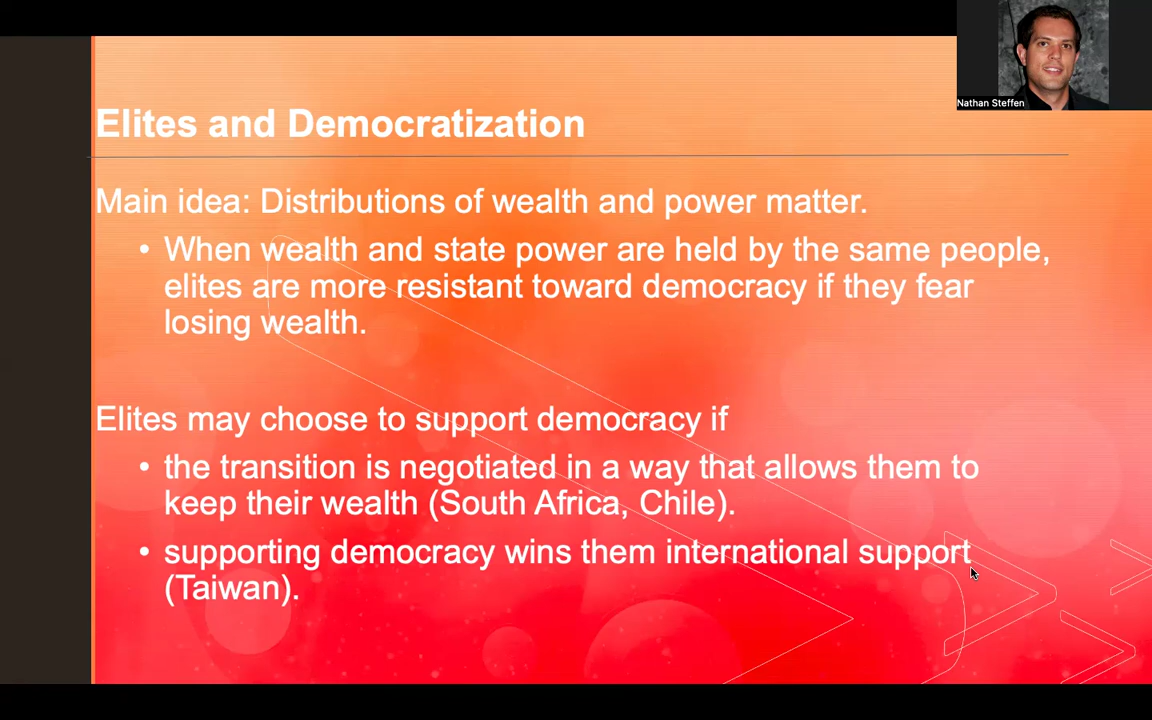 Nathan Steffen
Elites and Democratization
Main idea: Distributions of wealth and power matter.
• When wealth and state power are held by the same people,
elites are more resistant toward democracy if they fear
losing wealth.
Elites may choose to support democracy if
• the transition is negotiated in a way that allows them to
keep their wealth (South Africa, Chile).
• supporting democracy wins them international support
(Taiwan).